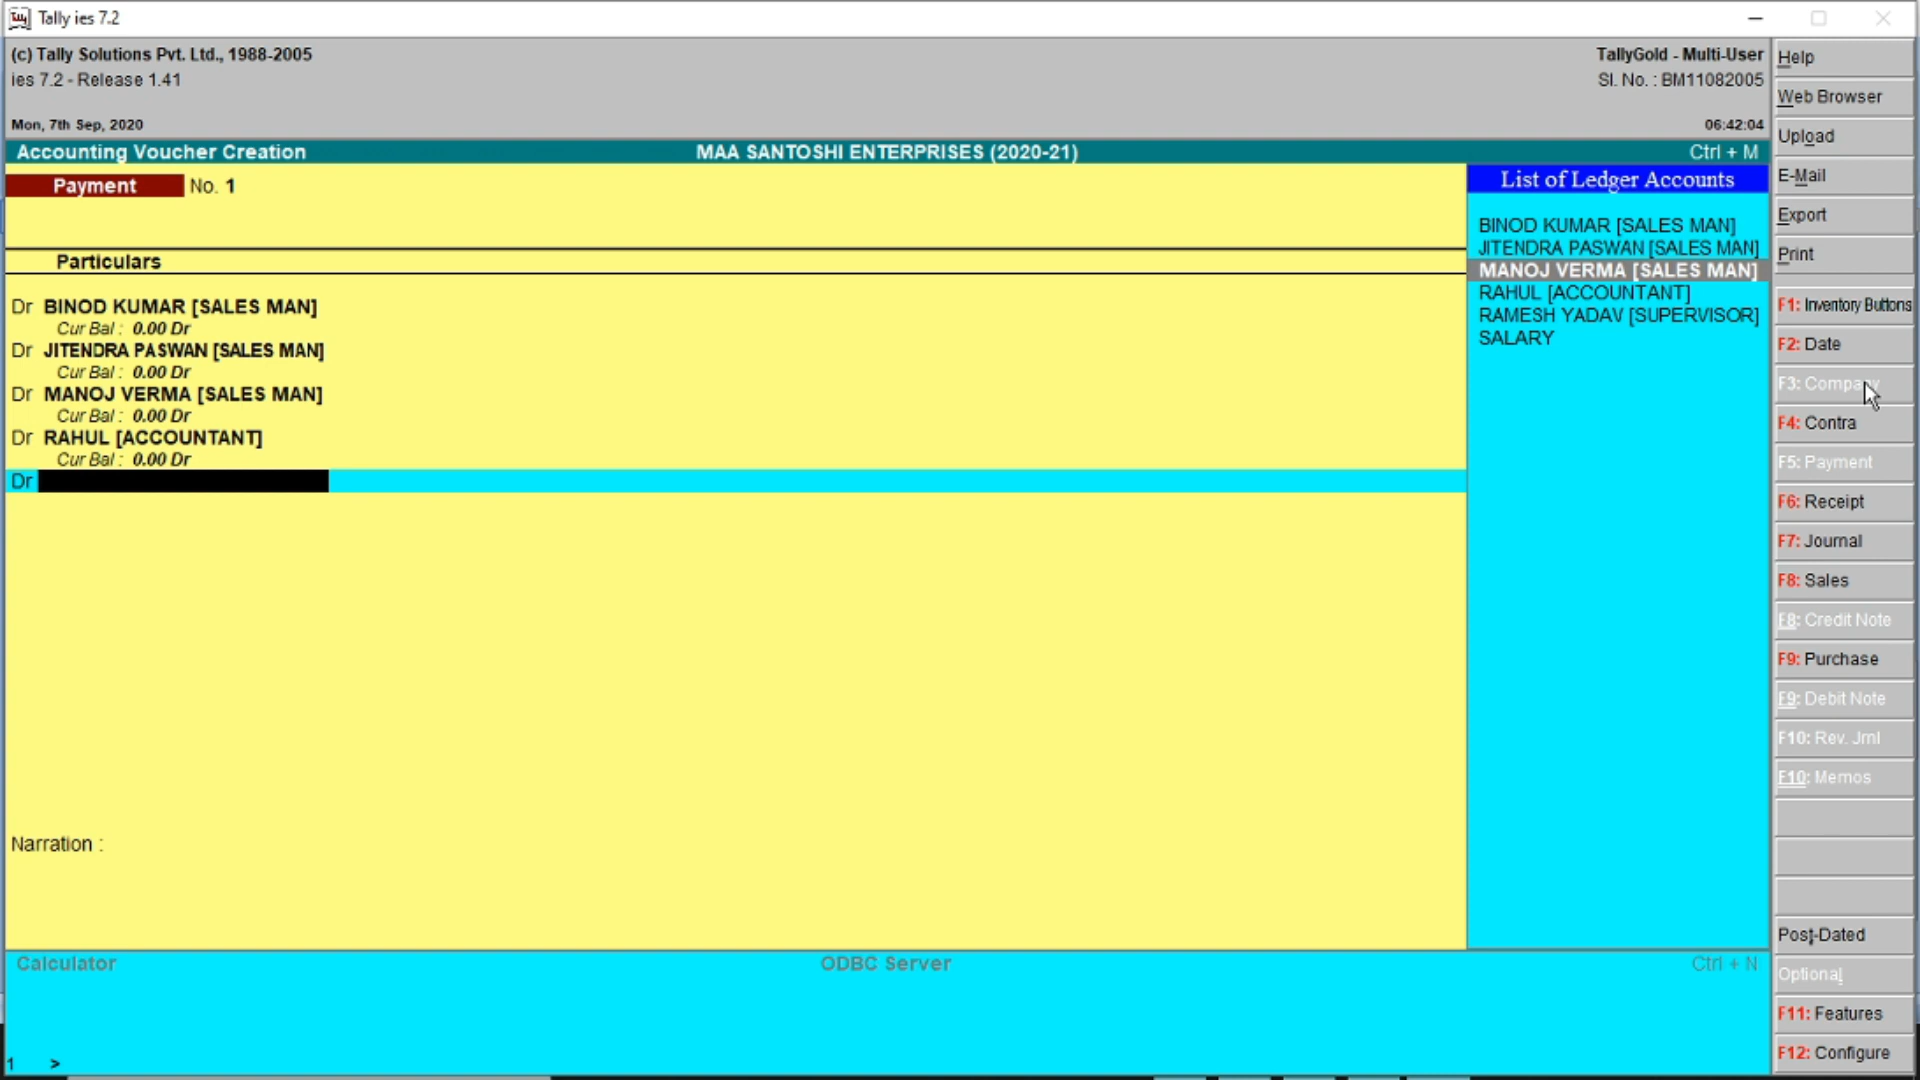 Tally ies 7.2
(c) Tally Solutions Pvt. Ltd., 1988-2005
TallyGold - Multi-User
ies 7.2 - Release 1.41
Sl. No. : BM11082005
Mon, 7th Sep, 2020
06:42:04
Accounting Voucher Creation
MAA SANTOSHI ENTERPRISES (2020-21)
Ctrl + M
Payment No. 1
Particulars
Dr BINOD KUMAR [SALES MAN]
Cur Bal : 0.00 Dr
Dr JITENDRA PASWAN [SALES MAN]
Cur Bal : 0.00 Dr
Dr MANOJ VERMA [SALES MAN]
Cur Bal : 0.00 Dr
Dr RAHUL [ACCOUNTANT]
Cur Bal : 0.00 Dr
Dr
Narration :
List of Ledger Accounts
BINOD KUMAR [SALES MAN]
JITENDRA PASWAN [SALES MAN]
MANOJ VERMA [SALES MAN]
RAHUL [ACCOUNTANT]
RAMESH YADAV [SUPERVISOR]
SALARY
Help
Web Browser
Upload
E-Mail
Export
Print
F1: Inventory Buttons
F2: Date
F3: Company
F4: Contra
F5: Payment
F6: Receipt
F7: Journal
F8: Sales
F8: Credit Note
F9: Purchase
F9: Debit Note
F10: Rev. Jrnl
F10: Memos
Post-Dated
Optional
F11: Features
F12: Configure
Calculator
ODBC Server
Ctrl + N
1 >